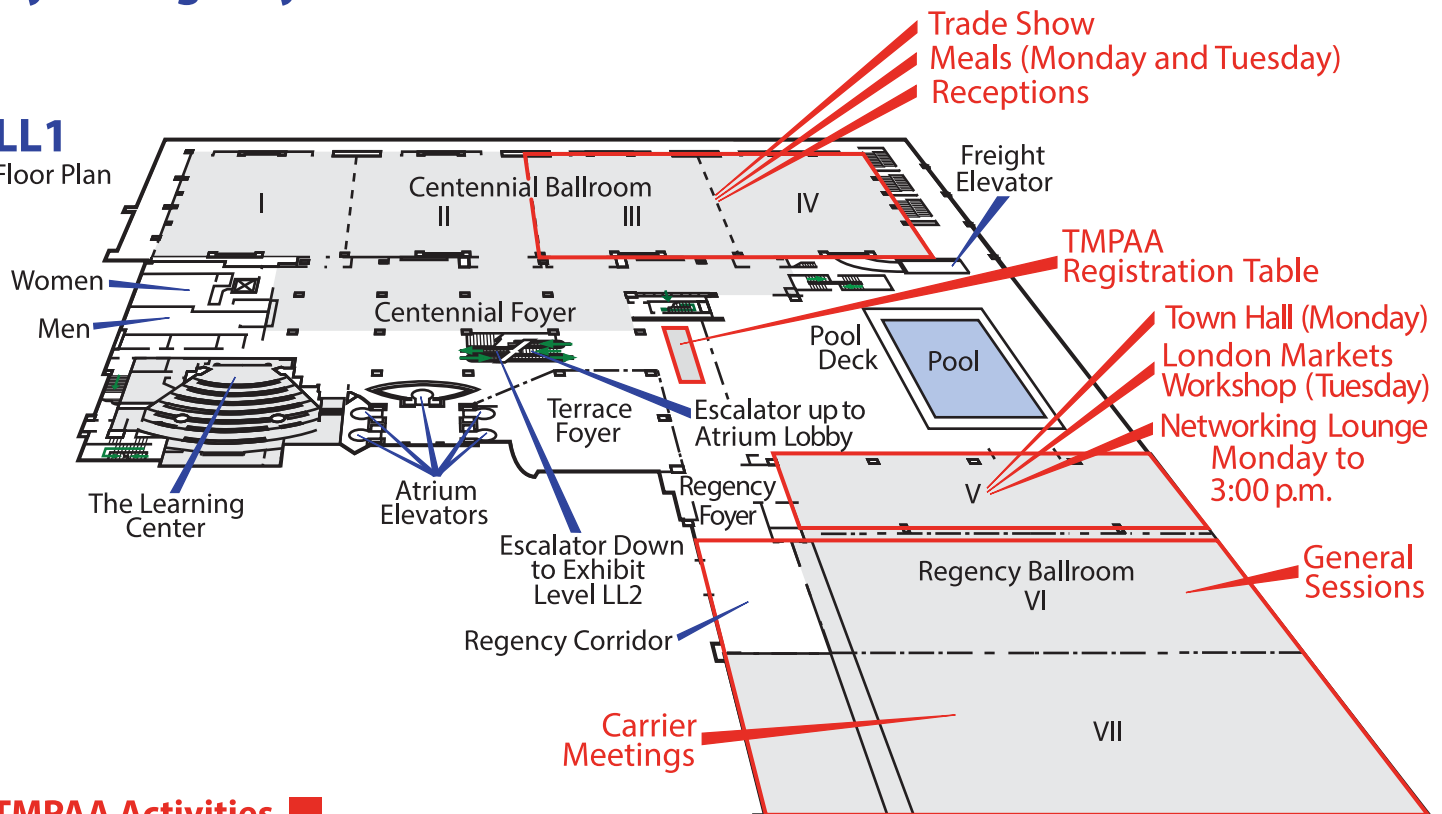 Trade Show
Meals (Monday and Tuesday)
Receptions
LL1
Floor Plan
Freight
Elevator
Centennial Ballroom
I
II
III
IV
TMPAA
Registration Table
Women
Men
Centennial Foyer
Pool
Deck
Pool
Town Hall (Monday)
London Markets
Workshop (Tuesday)
Networking Lounge
Monday to
3:00 p.m.
Terrace
Foyer
Escalator up to
Atrium Lobby
The Learning
Center
Atrium
Elevators
Regency
Foyer
V
Escalator Down
to Exhibit
Level LL2
Regency Ballroom
VI
General
Sessions
Regency Corridor
Carrier
Meetings
VII
TMPAA Activities